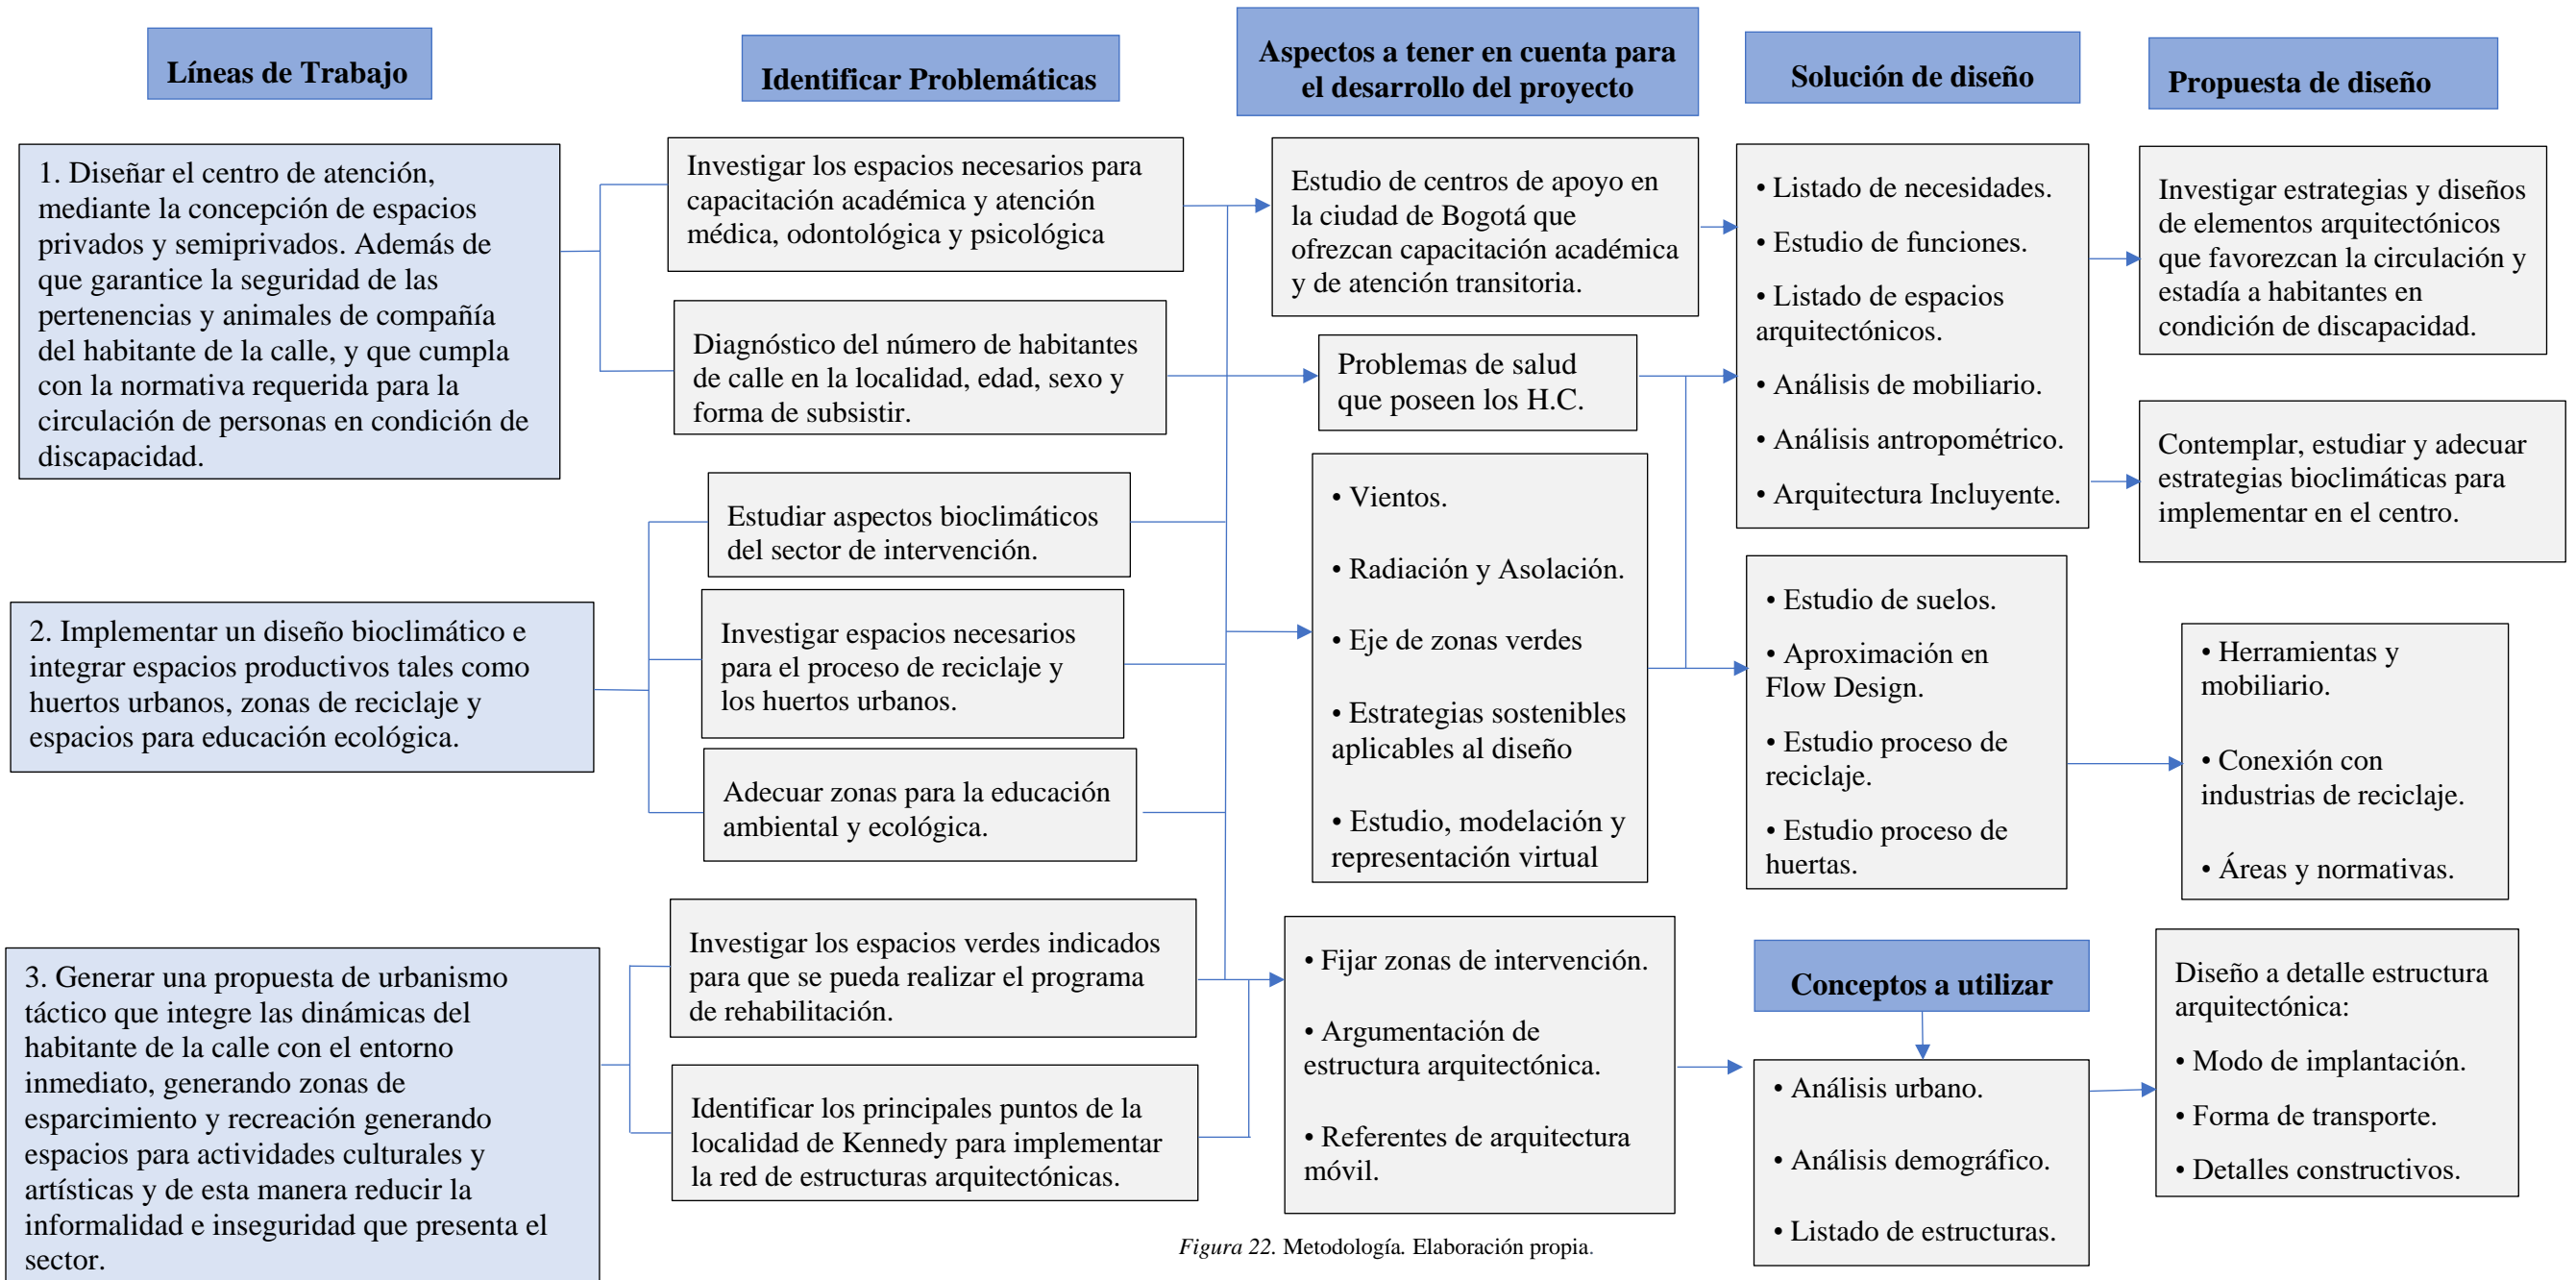 Líneas de Trabajo
Identificar Problemáticas
Aspectos a tener en cuenta para
el desarrollo del proyecto
Solución de diseño
Propuesta de diseño
1. Diseñar el centro de atención,
mediante la concepción de espacios
privados y semiprivados. Además de
que garantice la seguridad de las
pertenencias y animales de compañía
del habitante de la calle, y que cumpla
con la normativa requerida para la
circulación de personas en condición de
discapacidad.
Investigar los espacios necesarios para
capacitación académica y atención
médica, odontológica y psicológica
Diagnóstico del número de habitantes
de calle en la localidad, edad, sexo y
forma de subsistir.
Estudio de centros de apoyo en
la ciudad de Bogotá que
ofrezcan capacitación académica
y de atención transitoria.
Problemas de salud
que poseen los H.C.
• Listado de necesidades.
• Estudio de funciones.
• Listado de espacios
arquitectónicos.
• Análisis de mobiliario.
• Análisis antropométrico.
• Arquitectura Incluyente.
Investigar estrategias y diseños
de elementos arquitectónicos
que favorezcan la circulación y
estadía a habitantes en
condición de discapacidad.
Contemplar, estudiar y adecuar
estrategias bioclimáticas para
implementar en el centro.
2. Implementar un diseño bioclimático e
integrar espacios productivos tales como
huertos urbanos, zonas de reciclaje y
espacios para educación ecológica.
Estudiar aspectos bioclimáticos
del sector de intervención.
Investigar espacios necesarios
para el proceso de reciclaje y
los huertos urbanos.
Adecuar zonas para la educación
ambiental y ecológica.
• Vientos.
• Radiación y Asolación.
• Eje de zonas verdes
• Estrategias sostenibles
aplicables al diseño
• Estudio, modelación y
representación virtual
• Estudio de suelos.
• Aproximación en
Flow Design.
• Estudio proceso de
reciclaje.
• Estudio proceso de
huertas.
• Herramientas y
mobiliario.
• Conexión con
industrias de reciclaje.
• Áreas y normativas.
3. Generar una propuesta de urbanismo
táctico que integre las dinámicas del
habitante de la calle con el entorno
inmediato, generando zonas de
esparcimiento y recreación generando
espacios para actividades culturales y
artísticas y de esta manera reducir la
informalidad e inseguridad que presenta el
sector.
Investigar los espacios verdes indicados
para que se pueda realizar el programa
de rehabilitación.
Identificar los principales puntos de la
localidad de Kennedy para implementar
la red de estructuras arquitectónicas.
• Fijar zonas de intervención.
• Argumentación de
estructura arquitectónica.
• Referentes de arquitectura
móvil.
Conceptos a utilizar
• Análisis urbano.
• Análisis demográfico.
• Listado de estructuras.
Diseño a detalle estructura
arquitectónica:
• Modo de implantación.
• Forma de transporte.
• Detalles constructivos.
Figura 22. Metodología. Elaboración propia.